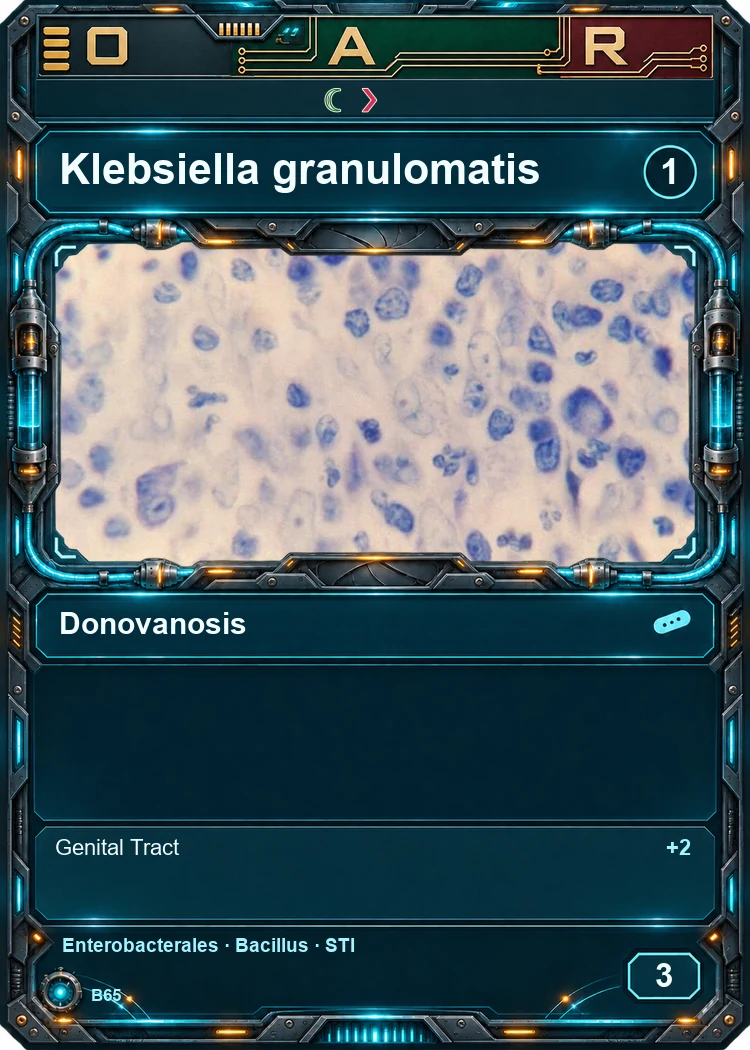 O A R
Klebsiella granulomatis 1
Donovanosis
Genital Tract +2
Enterobacterales · Bacillus · STI
3
B65